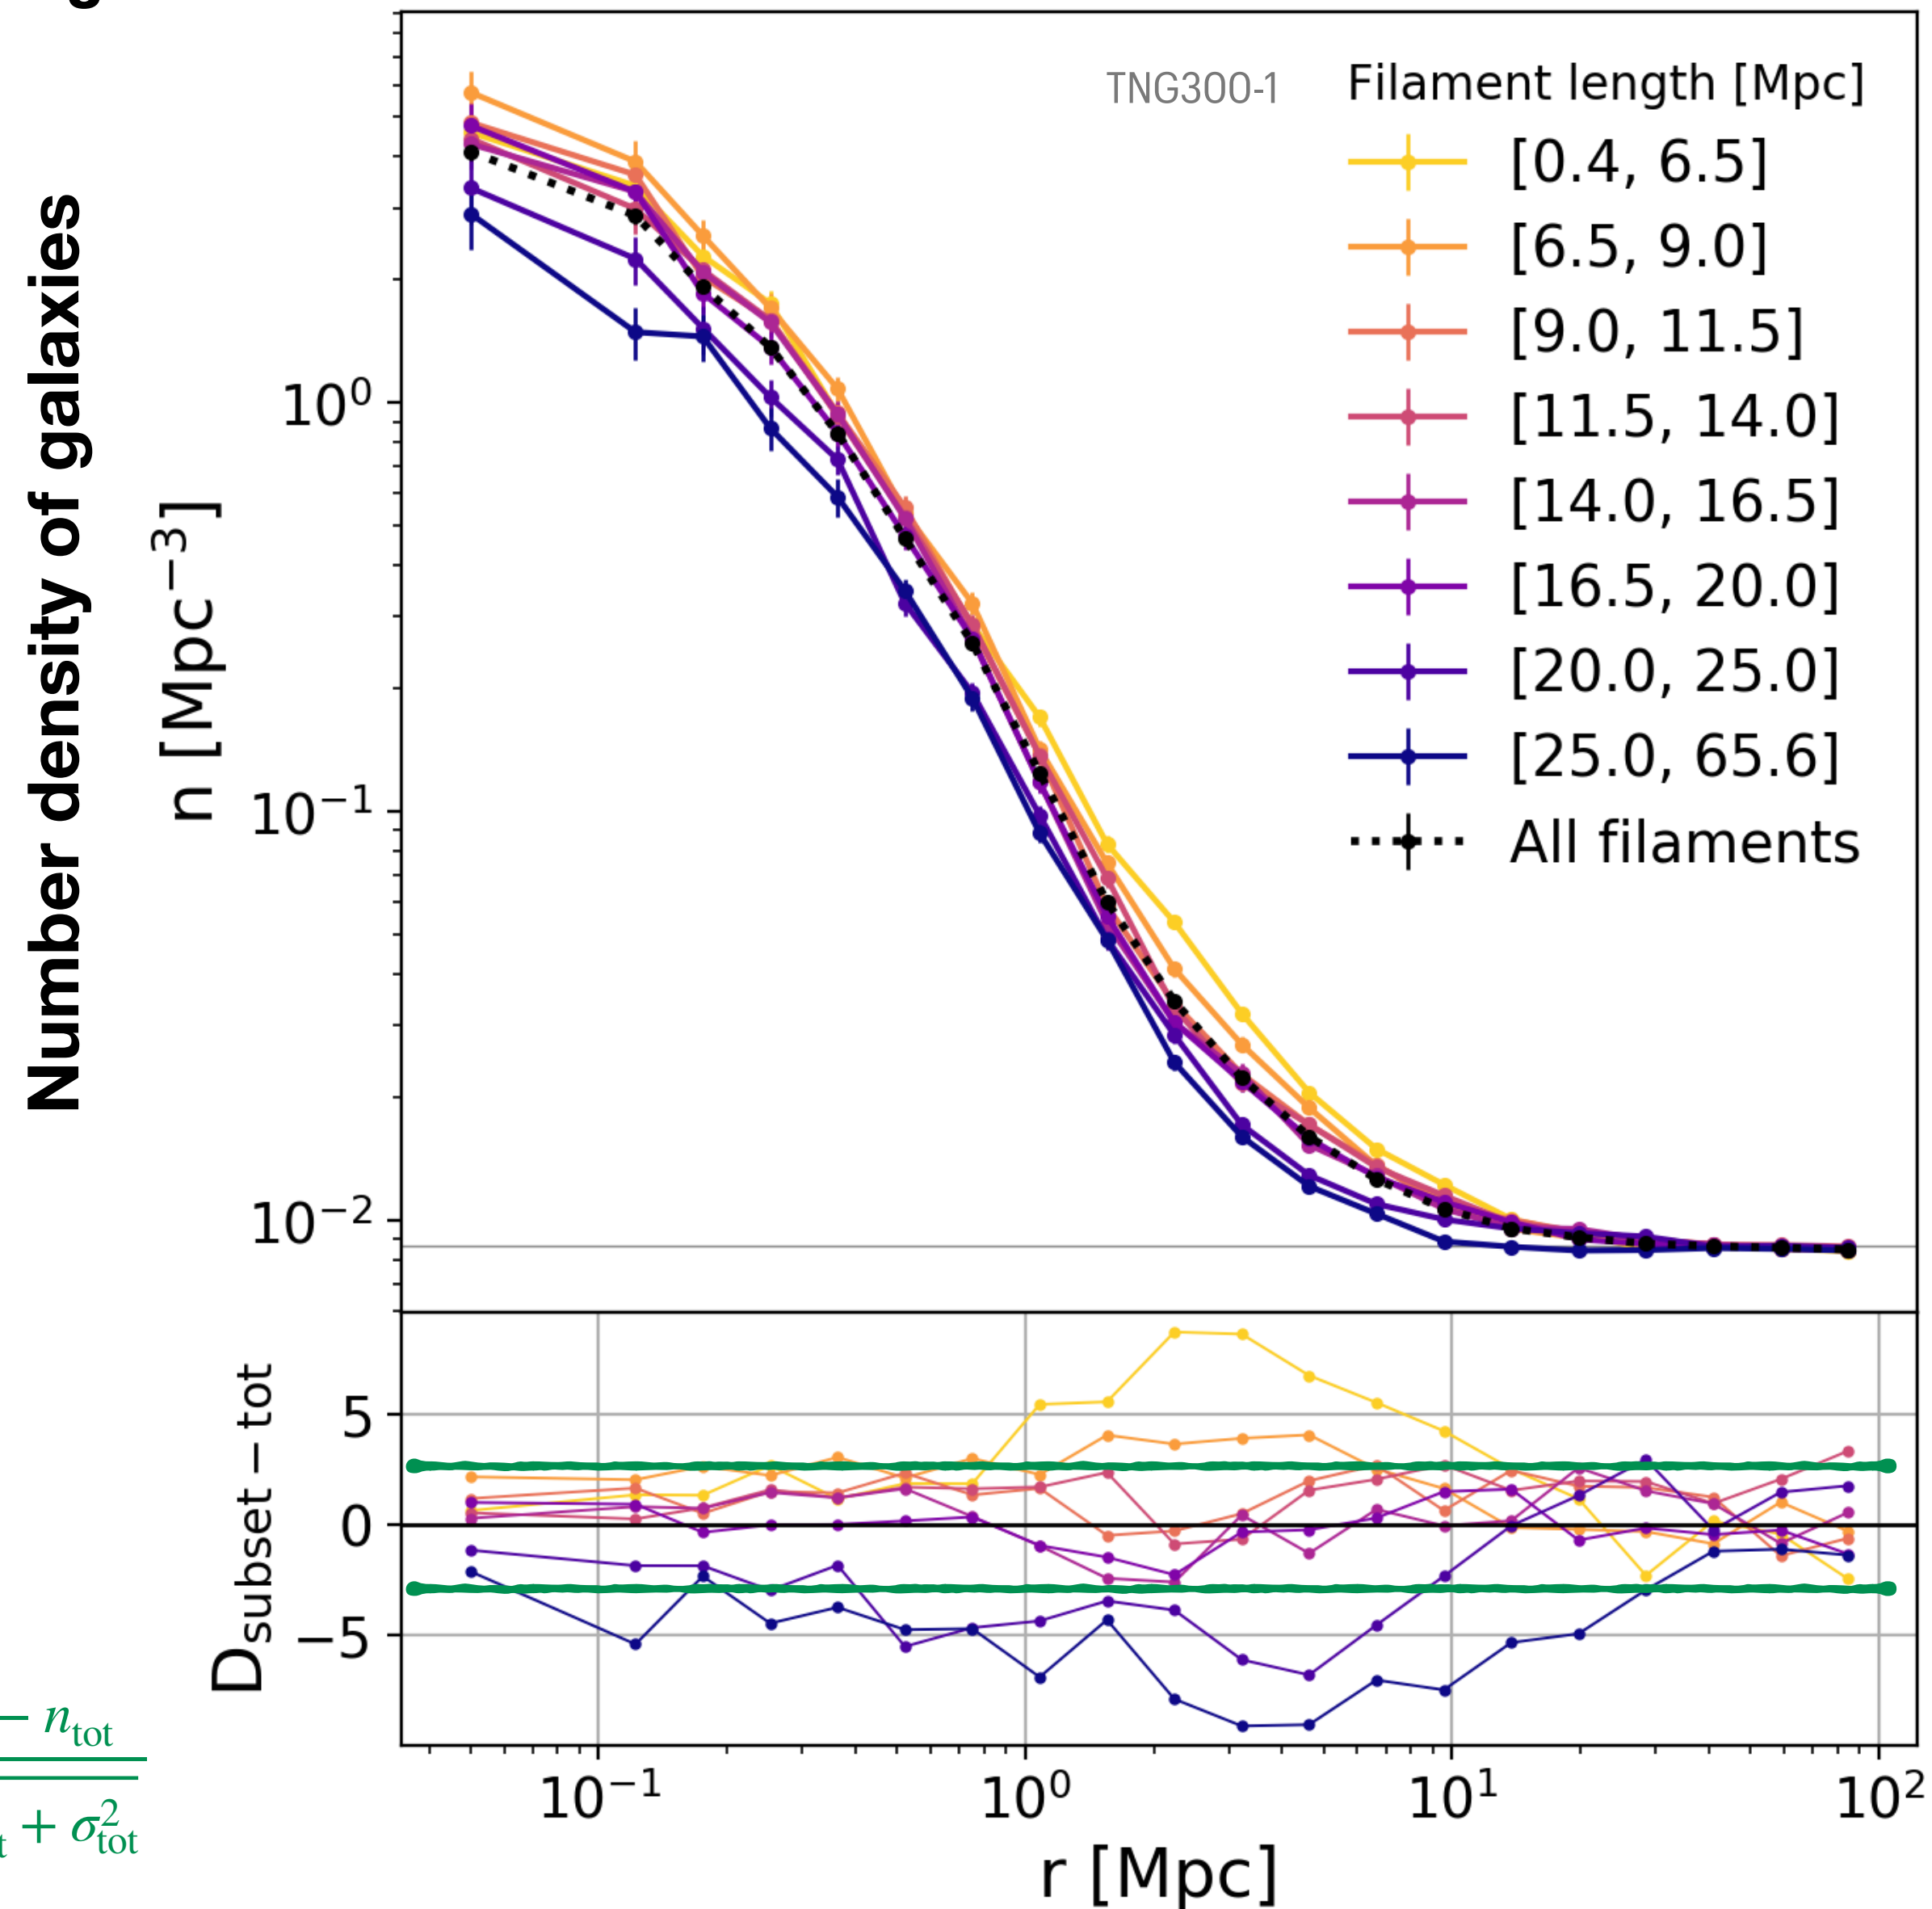 Number density of galaxies
n [Mpc⁻³]
10⁰
10⁻¹
10⁻²
TNG300-1
Filament length [Mpc]
[0.4, 6.5]
[6.5, 9.0]
[9.0, 11.5]
[11.5, 14.0]
[14.0, 16.5]
[16.5, 20.0]
[20.0, 25.0]
[25.0, 65.6]
All filaments
D subset − tot
5
0
−5
10⁻¹ 10⁰ 10¹ 10²
r [Mpc]
− n_tot
+ σ²_tot